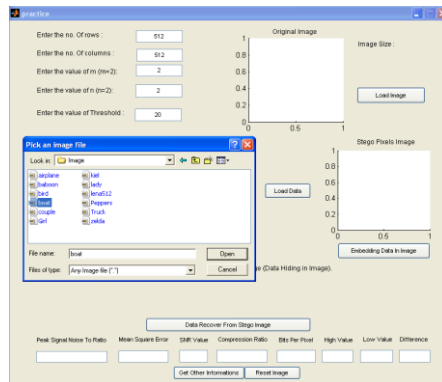 practice
Enter the no. Of rows :
512
Enter the no. Of columns :
512
Enter the value of m (m=2):
2
Enter the value of n (n=2):
2
Enter the value of Threshold :
20
Original Image
1
0.8
0.6
0.4
0.2
0
0 0.5 1
Image Size :
Load Image
Pick an image file
Look in: Image
airplane
baboon
bird
boat
couple
Girl
kiel
lady
lena512
Peppers
Truck
zelda
File name: boat Open
Files of type: Any Image file (*.*) Cancel
Load Data
Stego Pixels Image
1
0.8
0.6
0.4
0.2
0
0 0.5 1
Embedding Data In Image
(Data Hiding in Image).
Data Recover From Stego Image
Peak Signal Noise To Ratio Mean Square Error SNR Value Compression Ratio Bits Per Pixel High Value Low Value Difference
Get Other Informations Reset Image